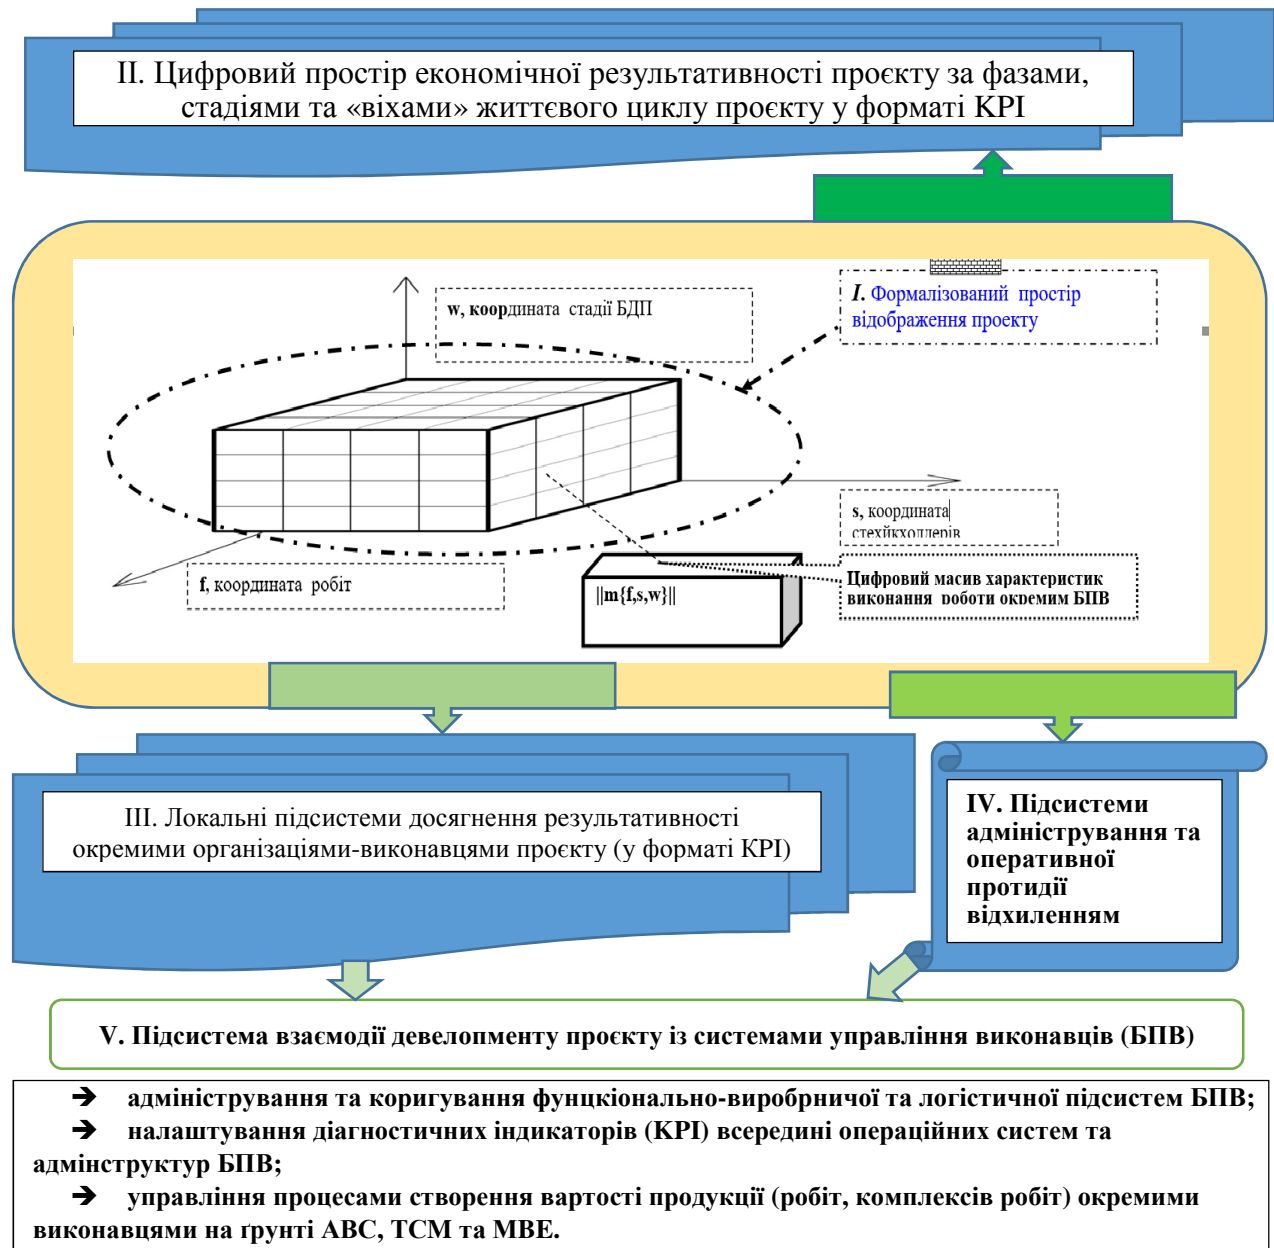 II. Цифровий простір економічної результативності проєкту за фазами,
стадіями та «віхами» життєвого циклу проєкту у форматі KPI
w, координата стадії БДП
I. Формалізований простір
відображення проекту
s, координата
стехйкхоллерів
f, координата робіт
||m{f,s,w}||
Цифровий масив характеристик
виконання роботи окремим БПВ
III. Локальні підсистеми досягнення результативності
окремими організаціями-виконавцями проєкту (у форматі KPI)
IV. Підсистеми
адміністрування та
оперативної
протидії
відхиленням
V. Підсистема взаємодії девелопменту проєкту із системами управління виконавців (БПВ)
➔ адміністрування та коригування фунцкіонально-виробрничої та логістичної підсистем БПВ;
➔ налаштування діагностичних індикаторів (KPI) всередині операційних систем та
адмінструктур БПВ;
➔ управління процесами створення вартості продукції (робіт, комплексів робіт) окремими
виконавцями на ґрунті ABC, TCM та MBE.